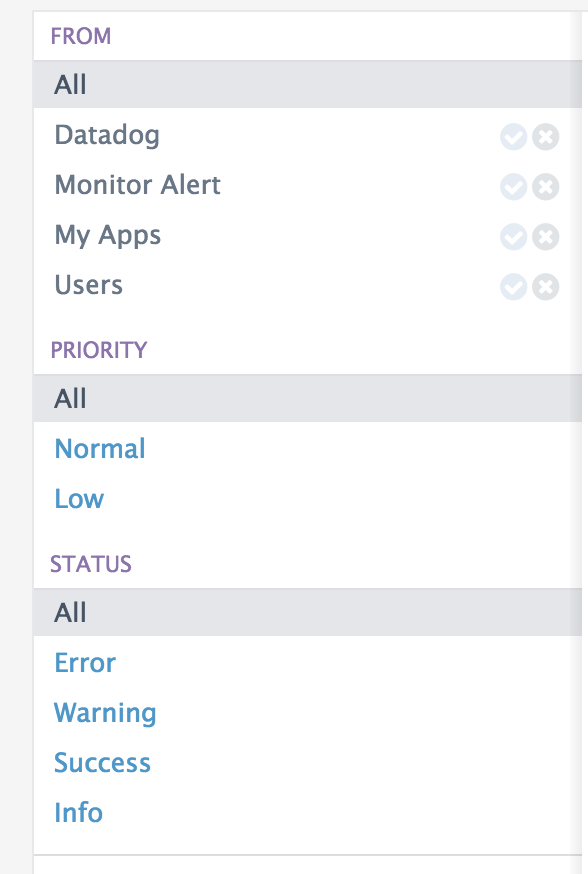 FROM
All
Datadog
Monitor Alert
My Apps
Users
PRIORITY
All
Normal
Low
STATUS
All
Error
Warning
Success
Info